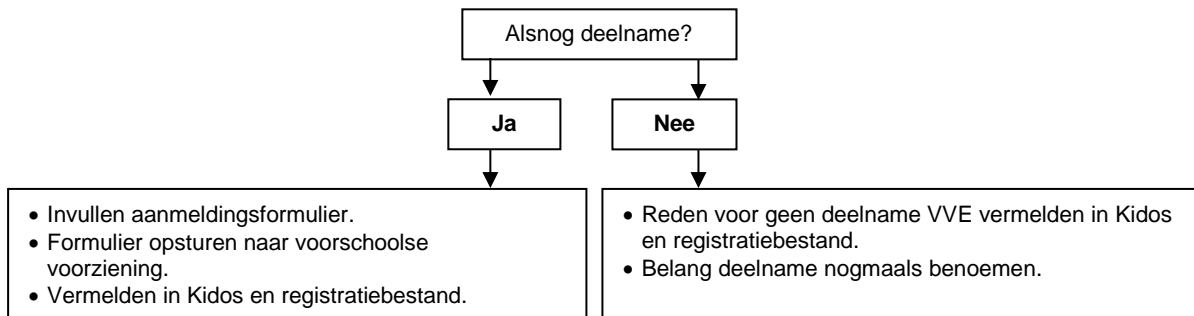 Alsnog deelname?
Ja
Nee
• Invullen aanmeldingsformulier.
• Formulier opsturen naar voorschoolse
voorziening.
• Vermelden in Kidos en registratiebestand.
• Reden voor geen deelname VVE vermelden in Kidos
en registratiebestand.
• Belang deelname nogmaals benoemen.